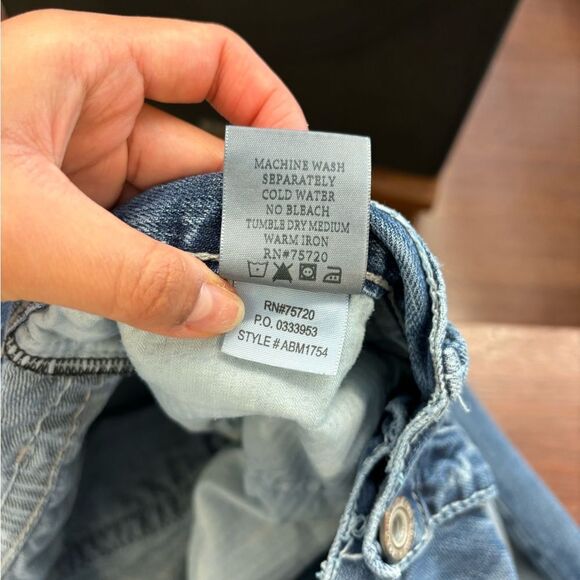 MACHINE WASH
SEPARATELY
COLD WATER
NO BLEACH
TUMBLE DRY MEDIUM
WARM IRON
RN#75720
RN#75720
P.O. 0333953
STYLE # ABM1754